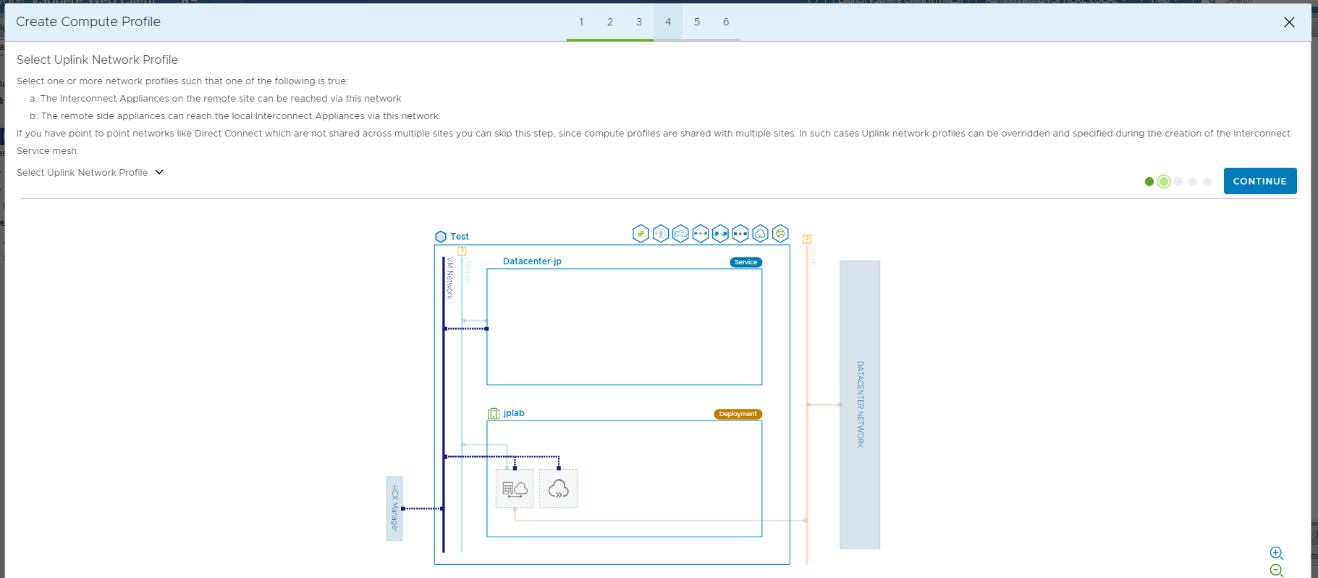 Create Compute Profile
1 2 3 4 5 6
Select Uplink Network Profile
Select one or more network profiles such that one of the following is true:
a. The Interconnect Appliances on the remote site can be reached via this network
b. The remote side appliances can reach the local Interconnect Appliances via this network.
If you have point to point networks like Direct Connect which are not shared across multiple sites you can skip this step, since compute profiles are shared with multiple sites. In such cases Uplink network profiles can be overridden and specified during the creation of the Interconnect
Service mesh.
Select Uplink Network Profile
CONTINUE
Test
VM Network
Datacenter-jp
Service
DATACENTER NETWORK
jplab
Deployment
HCX Manager